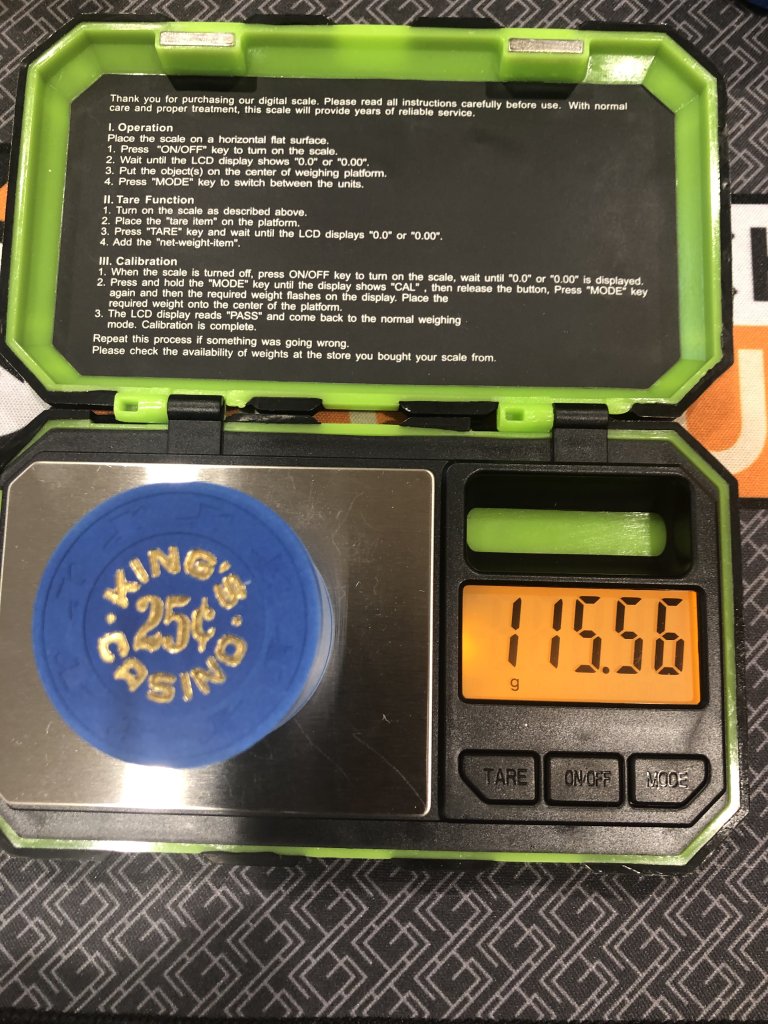 Thank you for purchasing our digital scale. Please read all instructions carefully before use. With normal
care and proper treatment, this scale will provide years of reliable service.
I. Operation
Place the scale on a horizontal flat surface.
1. Press "ON/OFF" key to turn on the scale.
2. Wait until the LCD display shows "0.0" or "0.00".
3. Put the object(s) on the center of weighing platform.
4. Press "MODE" key to switch between the units.
II. Tare Function
1. Turn on the scale as described above.
2. Place the "tare item" on the platform.
3. Press "TARE" key and wait until the LCD displays "0.0" or "0.00".
4. Add the "net-weight-item".
III. Calibration
1. When the scale is turned off, press ON/OFF key to turn on the scale, wait until "0.0" or "0.00" is displayed.
2. Press and hold the "MODE" key until the display shows "CAL" , then release the button, Press "MODE" key
again and then the required weight flashes on the display. Place the
required weight onto the center of the platform.
3. The LCD display reads "PASS" and come back to the normal weighing
mode. Calibration is complete.
Repeat this process if something was going wrong.
Please check the availability of weights at the store you bought your scale from.
KING'S
25¢
CASINO
115.56
g
TARE
ON/OFF
MODE